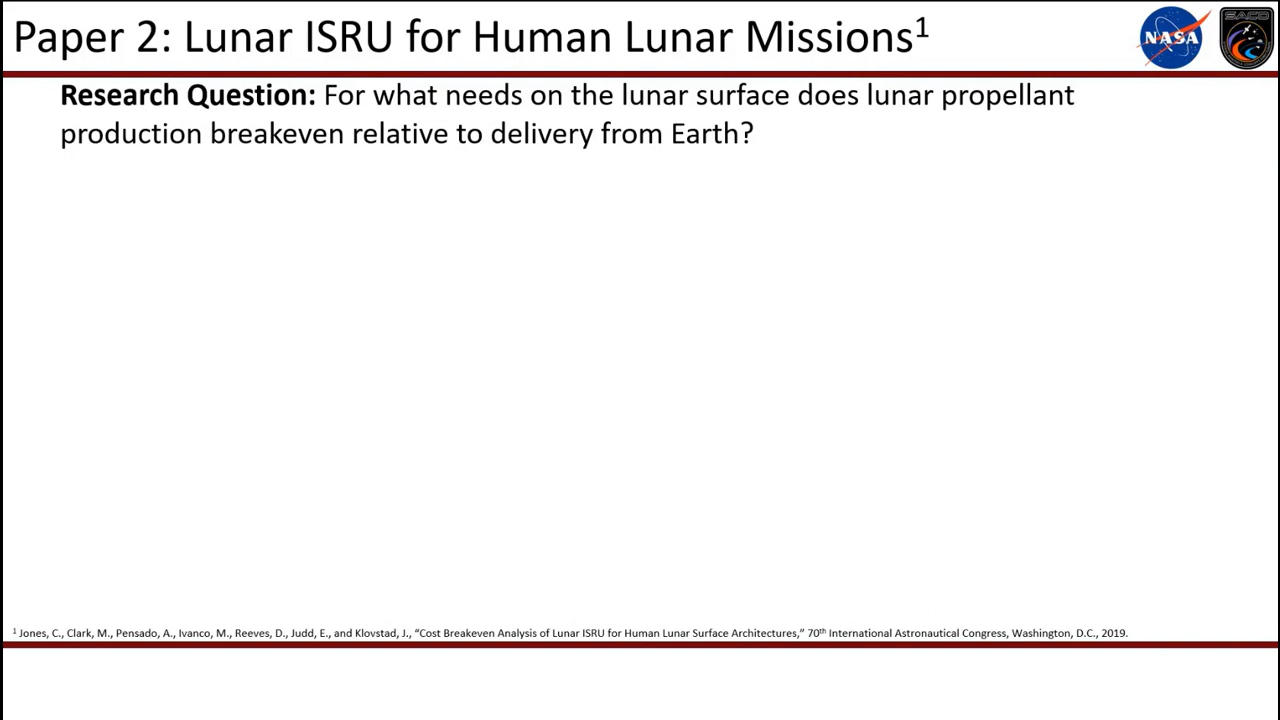 Paper 2: Lunar ISRU for Human Lunar Missions¹
NASA
SACD
Research Question: For what needs on the lunar surface does lunar propellant
production breakeven relative to delivery from Earth?
¹ Jones, C., Clark, M., Pensado, A., Ivanco, M., Reeves, D., Judd, E., and Klovstad, J., “Cost Breakeven Analysis of Lunar ISRU for Human Lunar Surface Architectures,” 70th International Astronautical Congress, Washington, D.C., 2019.